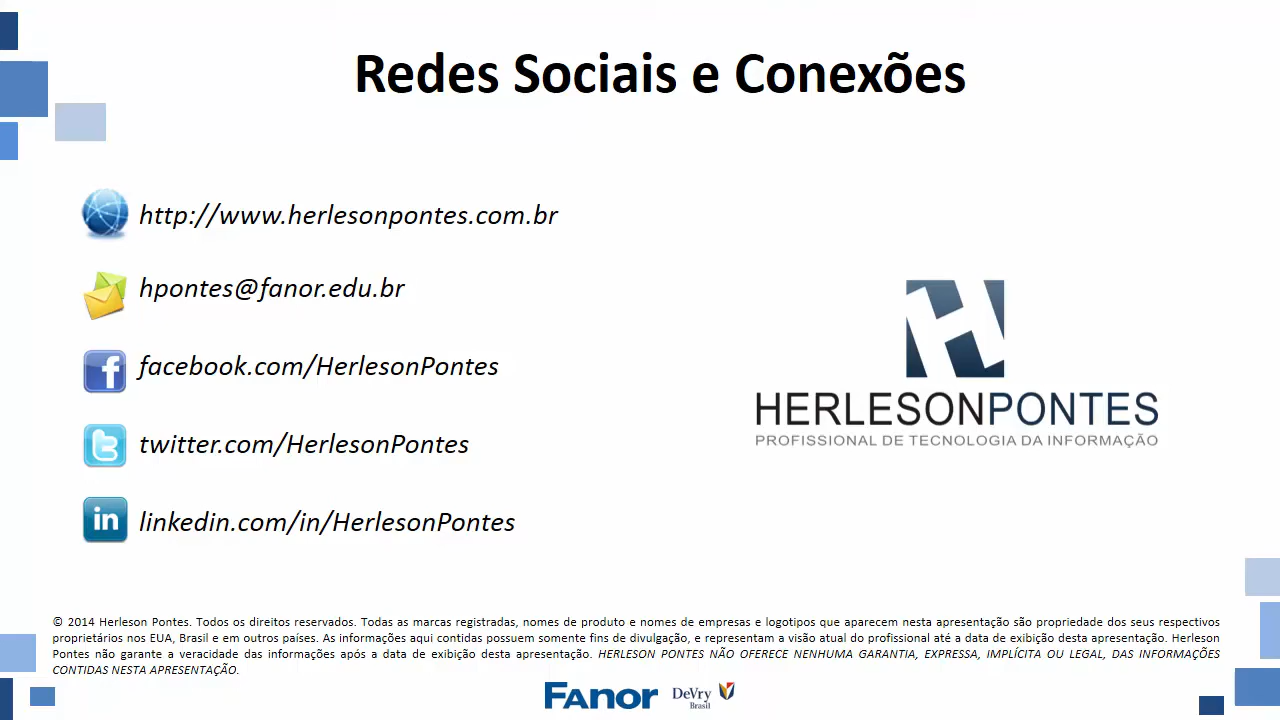 Redes Sociais e Conexões
http://www.herlesonpontes.com.br
hpontes@fanor.edu.br
facebook.com/HerlesonPontes
twitter.com/HerlesonPontes
linkedin.com/in/HerlesonPontes
HERLESONPONTES
PROFISSIONAL DE TECNOLOGIA DA INFORMAÇÃO
© 2014 Herleson Pontes. Todos os direitos reservados. Todas as marcas registradas, nomes de produto e nomes de empresas e logotipos que aparecem nesta apresentação são propriedade dos seus respectivos
proprietários nos EUA, Brasil e em outros países. As informações aqui contidas possuem somente fins de divulgação, e representam a visão atual do profissional até a data de exibição desta apresentação. Herleson
Pontes não garante a veracidade das informações após a data de exibição desta apresentação. HERLESON PONTES NÃO OFERECE NENHUMA GARANTIA, EXPRESSA, IMPLÍCITA OU LEGAL, DAS INFORMAÇÕES
CONTIDAS NESTA APRESENTAÇÃO.
Fanor
DeVry
Brasil